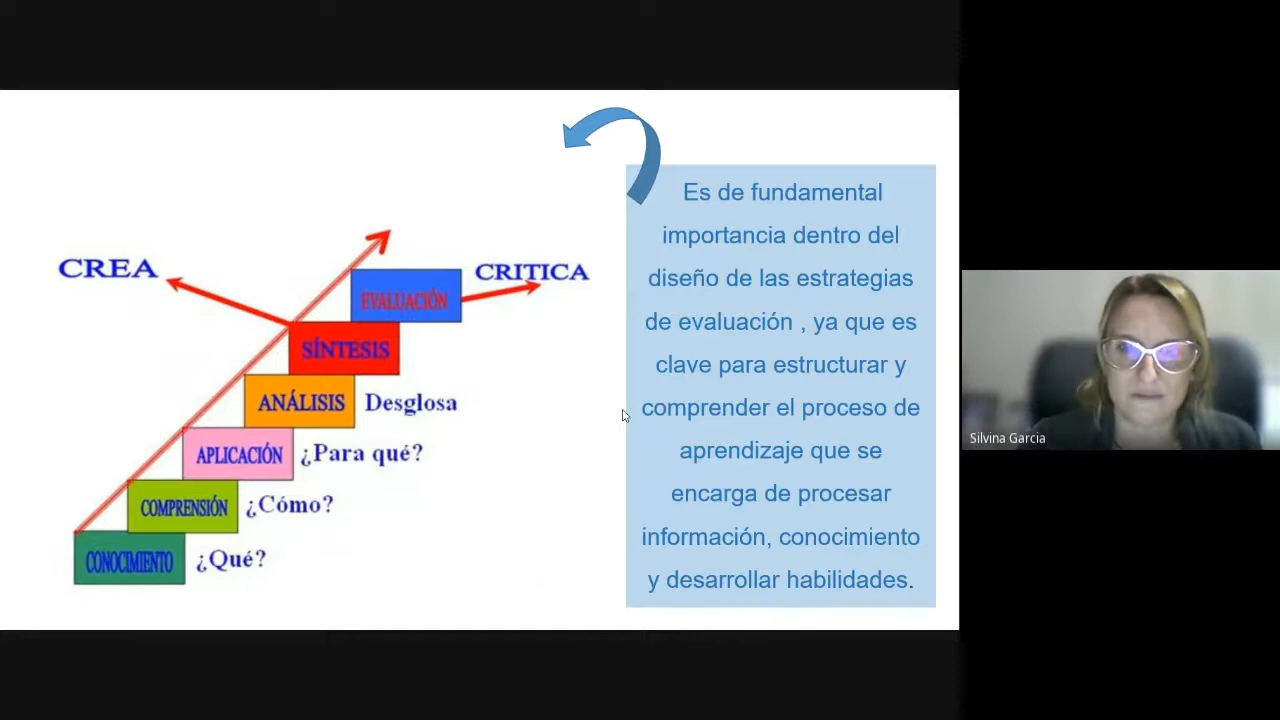 CREA
CRITICA
EVALUACIÓN
SÍNTESIS
ANÁLISIS Desglosa
APLICACIÓN ¿Para qué?
COMPRENSIÓN ¿Cómo?
CONOCIMIENTO ¿Qué?
Es de fundamental
importancia dentro del
diseño de las estrategias
de evaluación , ya que es
clave para estructurar y
comprender el proceso de
aprendizaje que se
encarga de procesar
información, conocimiento
y desarrollar habilidades.
Silvina Garcia